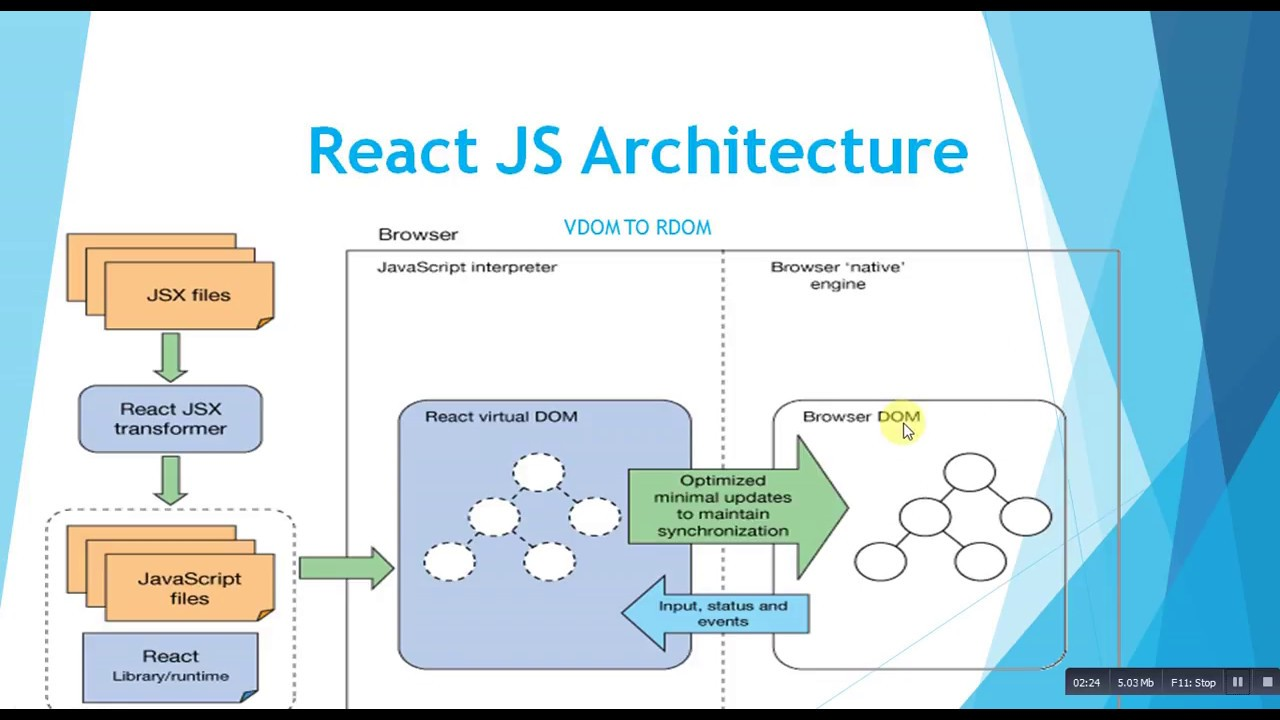 React JS Architecture
VDOM TO RDOM
Browser
JavaScript interpreter
Browser ‘native’
engine
JSX files
React JSX
transformer
JavaScript
files
React
Library/runtime
React virtual DOM
Optimized
minimal updates
to maintain
synchronization
Input, status and
events
Browser DOM
02:24
5.03 Mb
F11: Stop